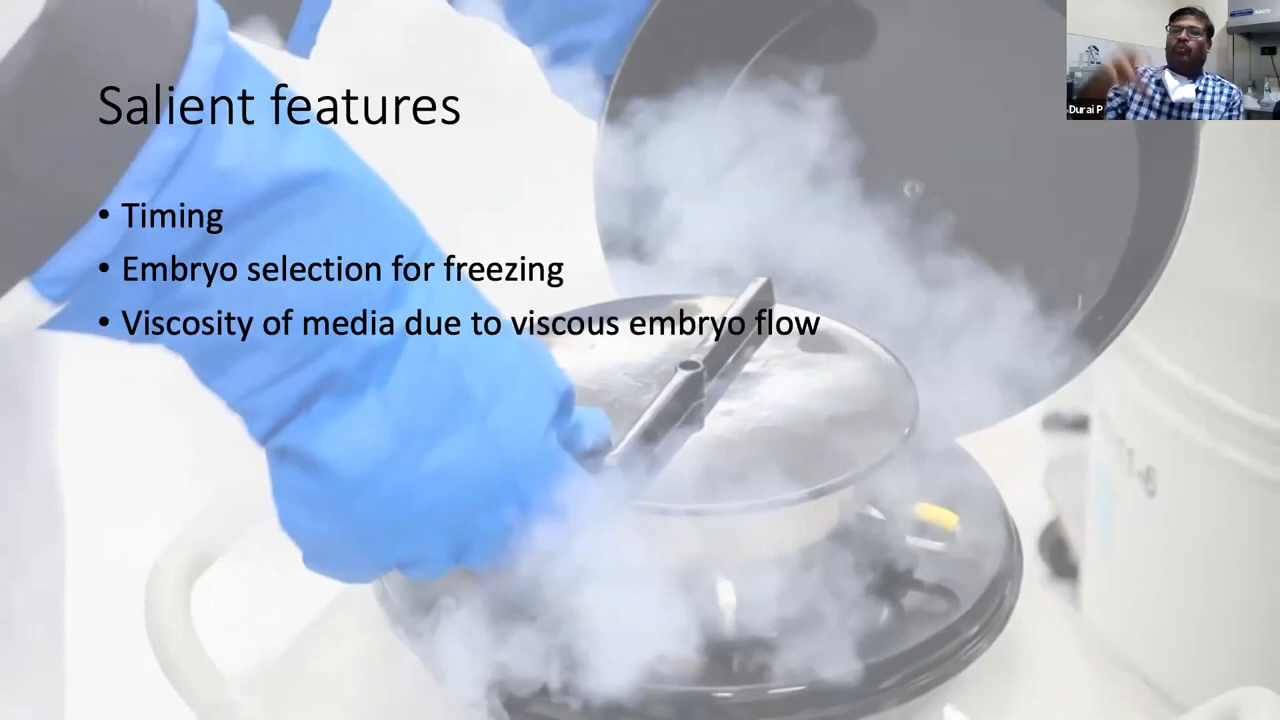 Salient features
• Timing
• Embryo selection for freezing
• Viscosity of media due to viscous embryo flow
Durai P